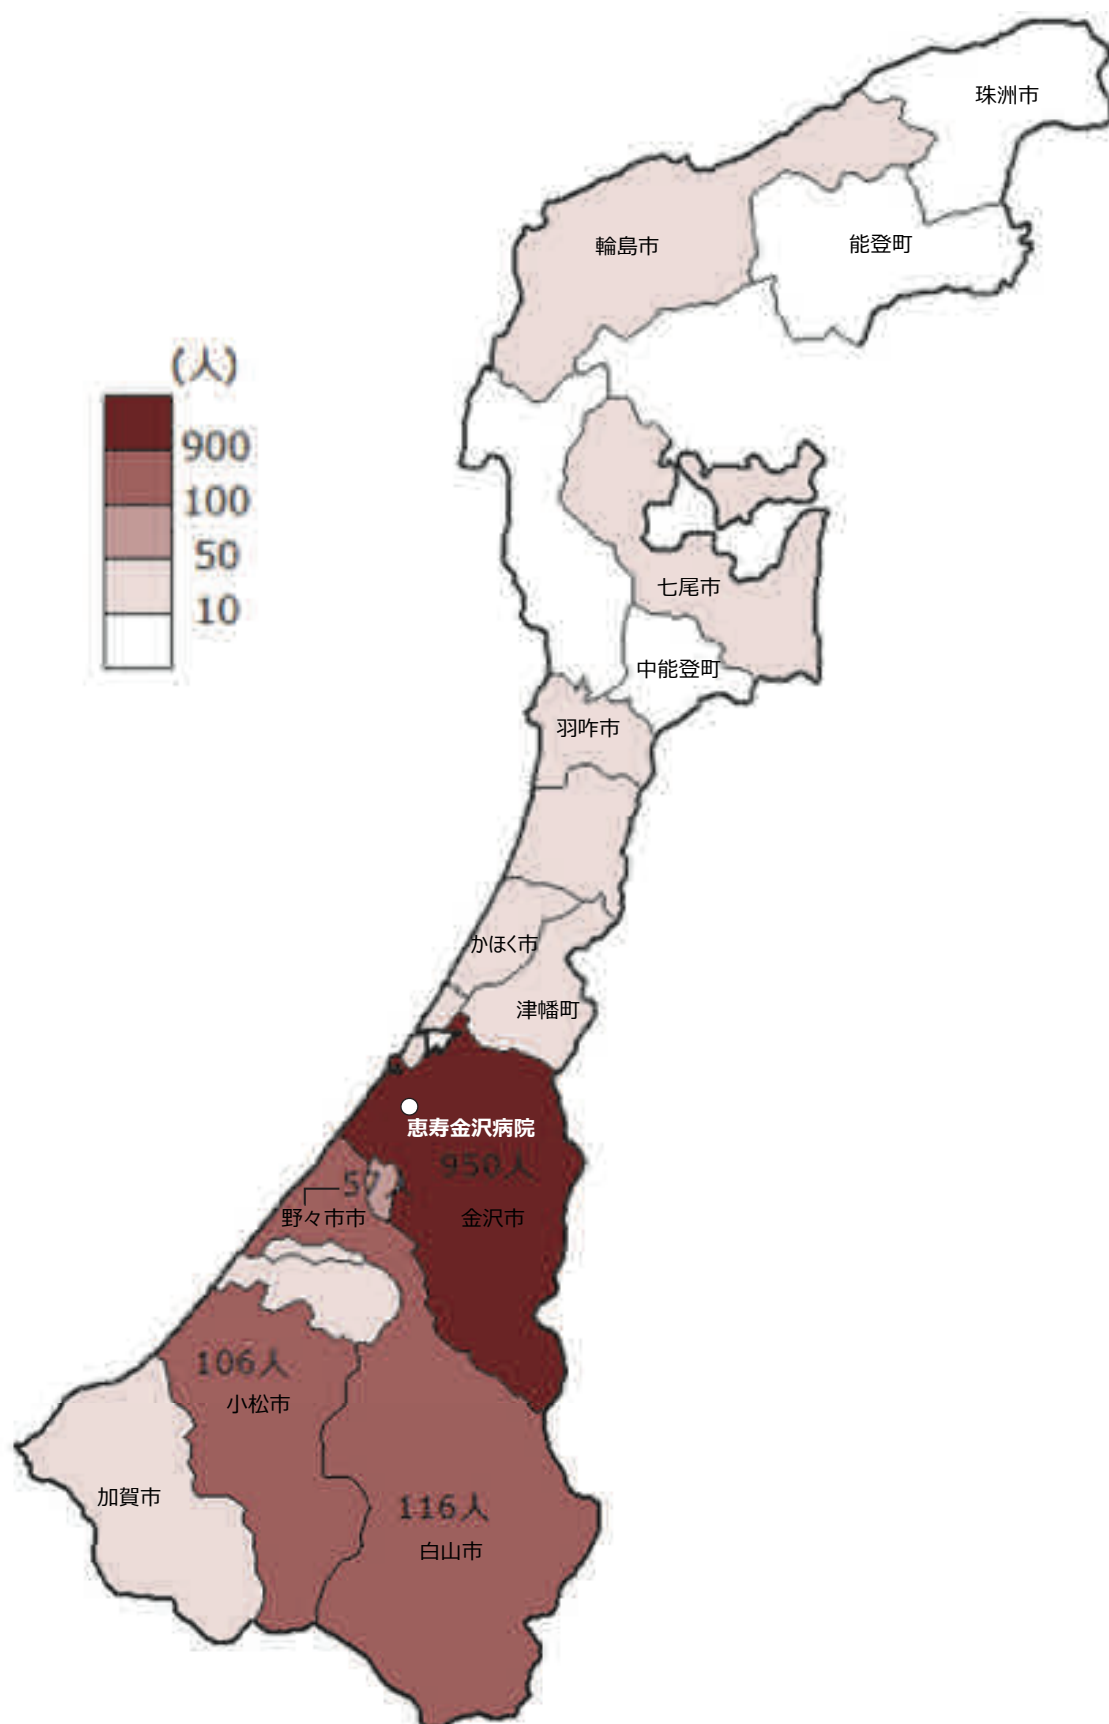 珠洲市
輪島市
能登町
(人)
900
100
50
10
七尾市
中能登町
羽咋市
かほく市
津幡町
恵寿金沢病院
950人
野々市市
金沢市
106人
小松市
加賀市
116人
白山市